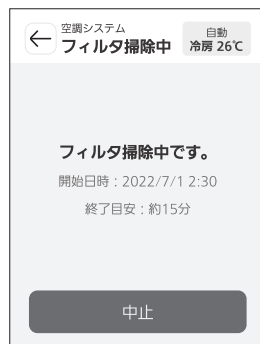 空調システム
フィルタ掃除中
自動
冷房 26℃
フィルタ掃除中です。
開始日時：2022/7/1 2:30
終了目安：約15分
中止